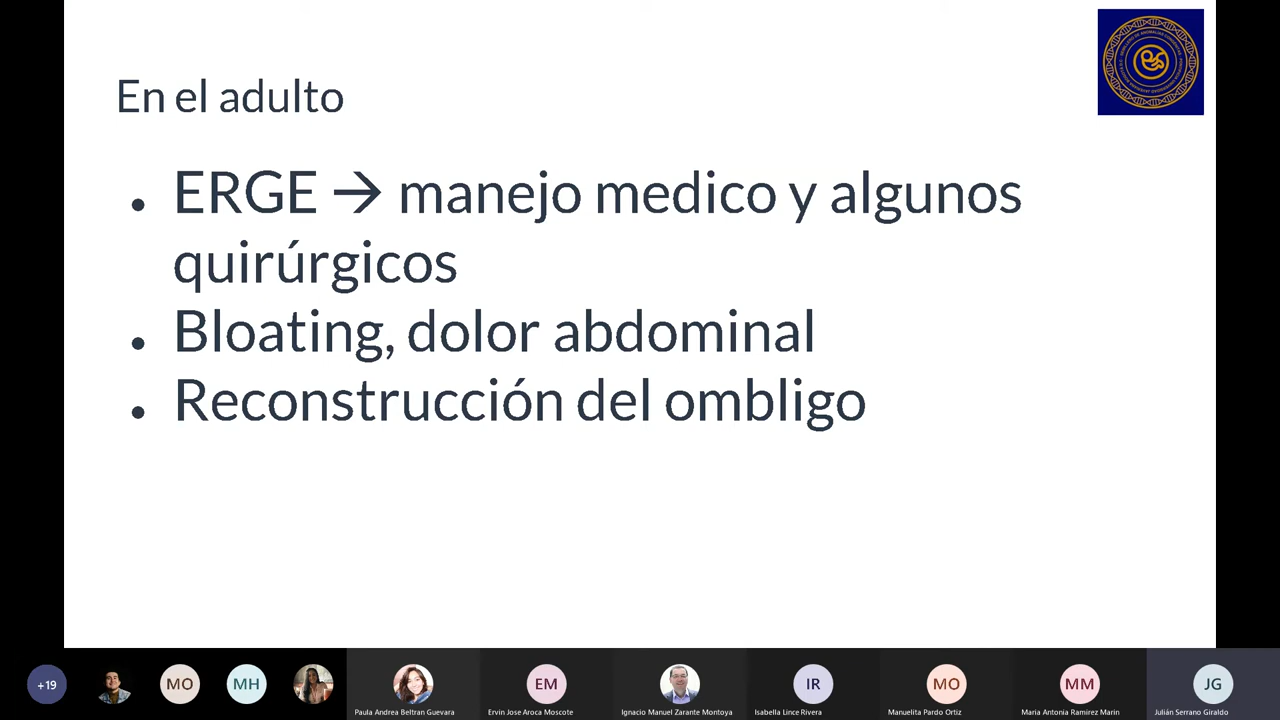 En el adulto
ERGE → manejo medico y algunos
quirúrgicos
Bloating, dolor abdominal
Reconstrucción del ombligo
+19
MO
MH
EM
IR
MO
MM
JG
Paula Andrea Beltran Guevara
Ervin Jose Aroca Moscote
Ignacio Manuel Zarante Montoya
Isabella Lince Rivera
Manuelita Pardo Ortiz
Maria Antonia Ramirez Marin
Julián Serrano Giraldo